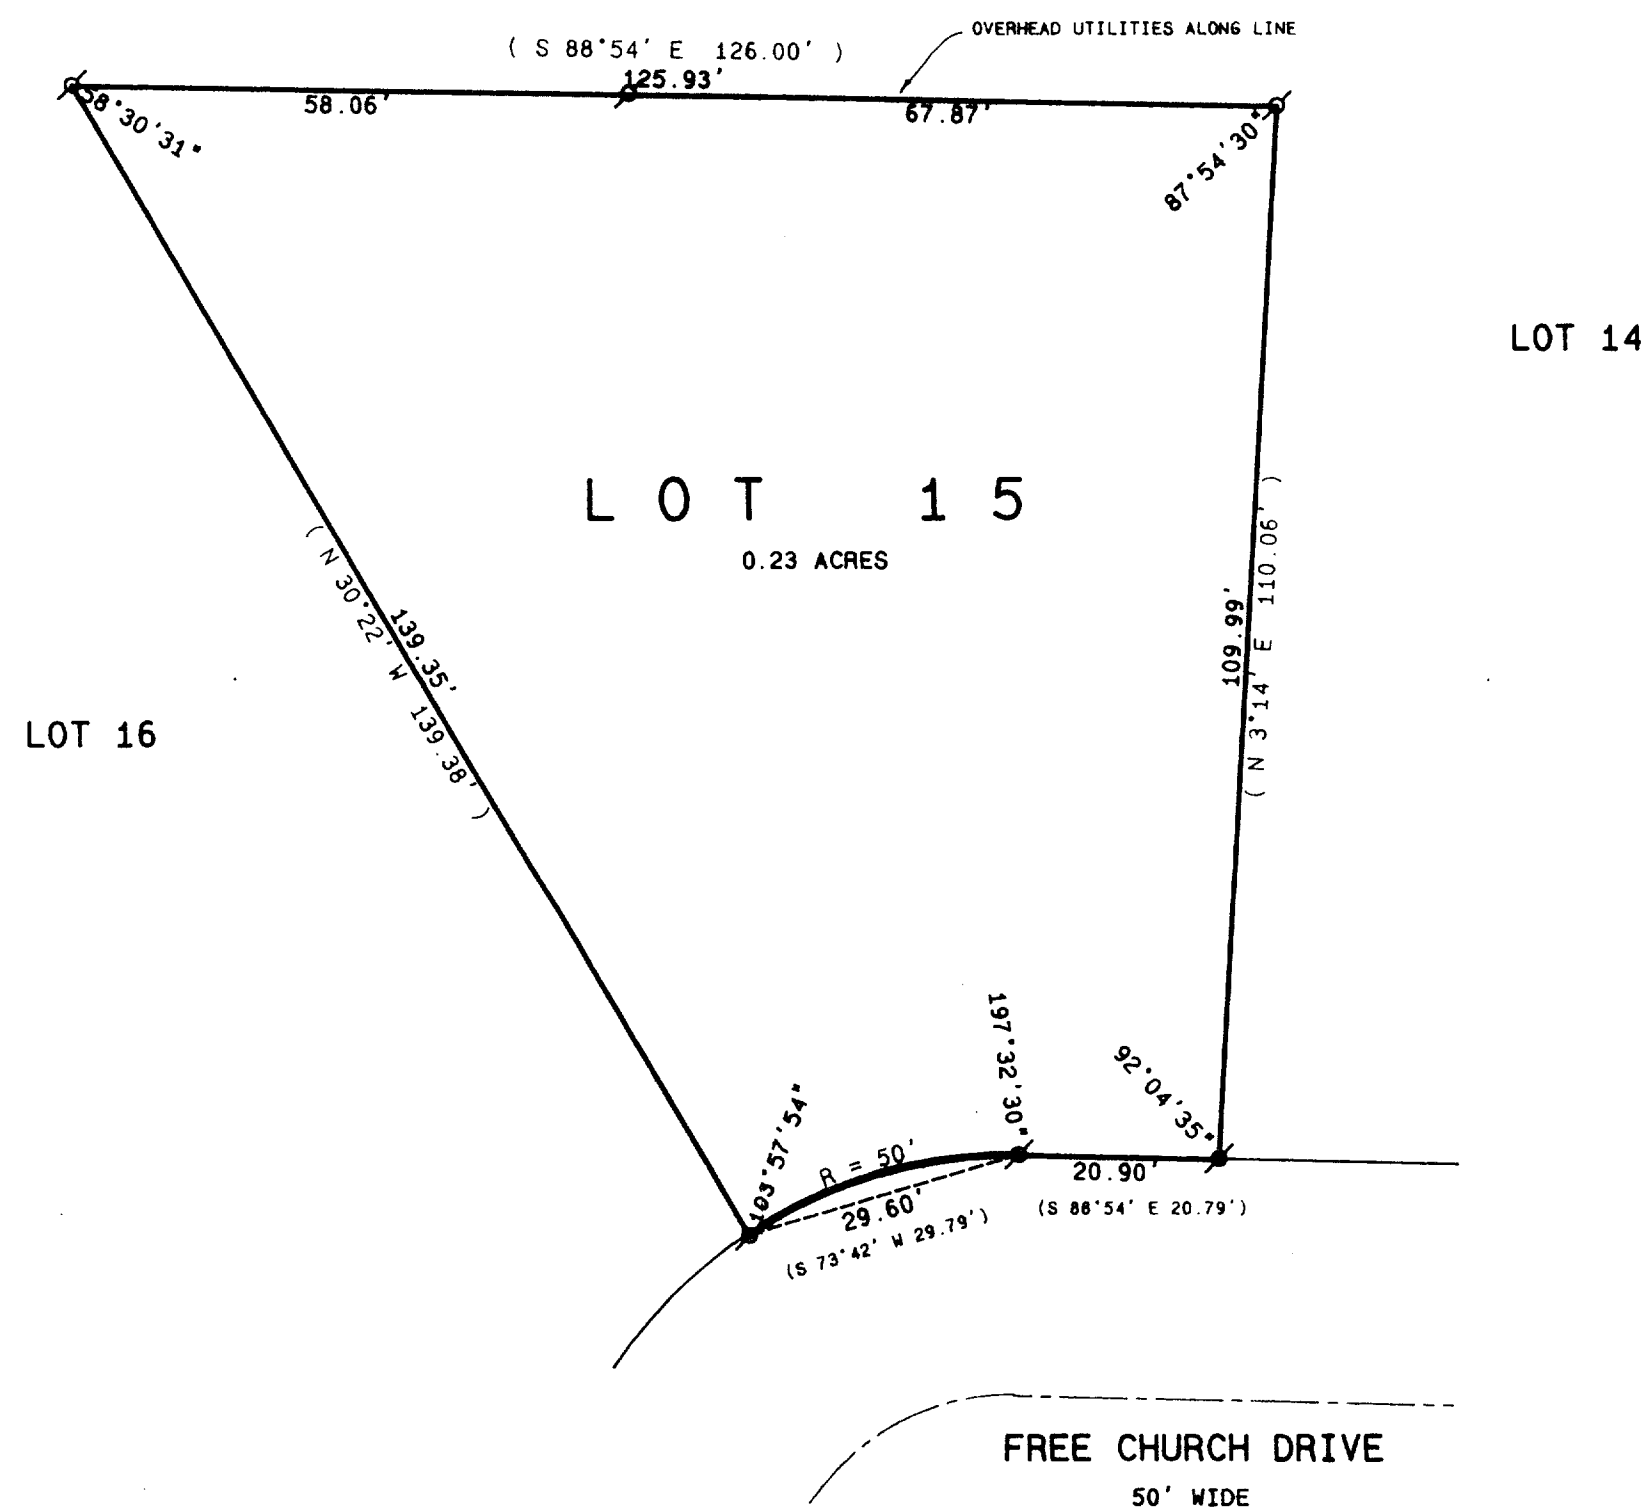 OVERHEAD UTILITIES ALONG LINE
( S 88°54' E 126.00' )
125.93'
58.06'
67.87'
58°30'31"
87°54'30"
LOT 14
LOT 15
0.23 ACRES
( N 30°22' W 139.38' )
139.35'
109.99'
( N 3°14' E 110.06' )
LOT 16
197°32'30"
92°04'35"
103°57'54"
R = 50'
29.60'
(S 73°42' W 29.79')
20.90'
(S 88°54' E 20.79')
FREE CHURCH DRIVE
50' WIDE